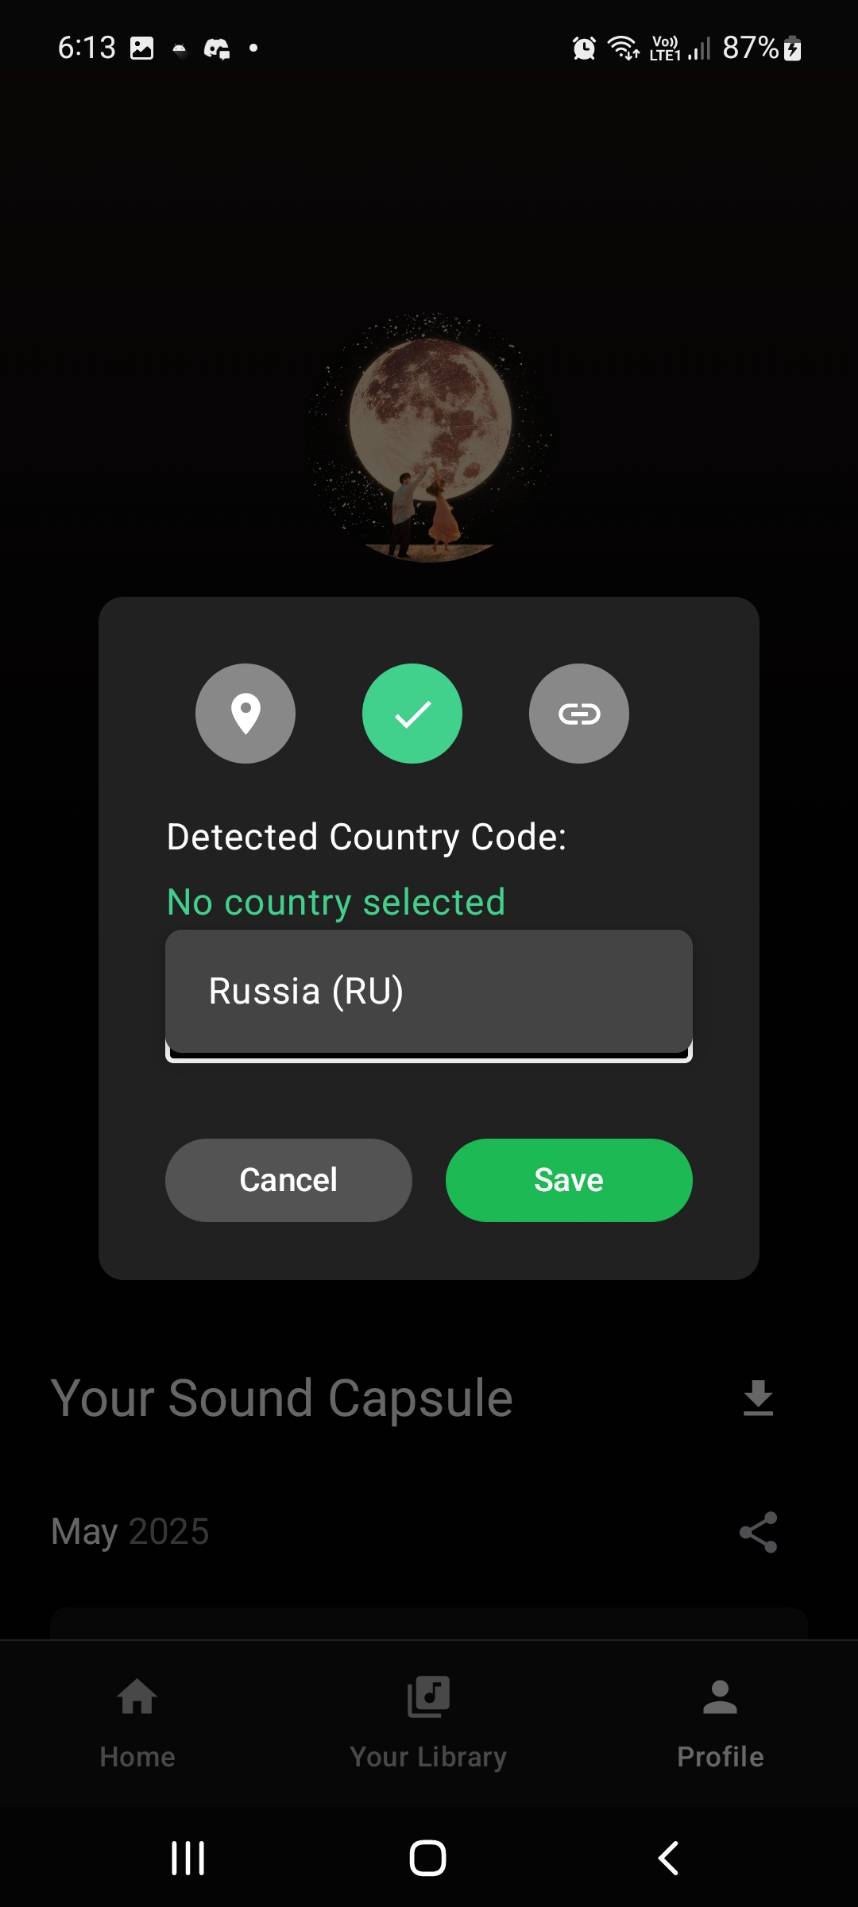 6:13 Vo)) LTE1 87%
Detected Country Code:
No country selected
Russia (RU)
Cancel Save
Your Sound Capsule
May 2025
Home Your Library Profile